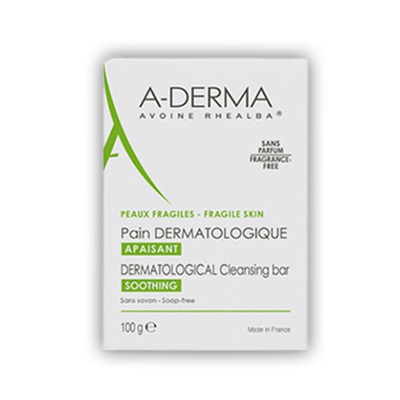 A-DERMA
AVOINE RHEALBA®
SANS
PARFUM
FRAGRANCE-
FREE
PEAUX FRAGILES - FRAGILE SKIN
Pain DERMATOLOGIQUE
APAISANT
DERMATOLOGICAL Cleansing bar
SOOTHING
Sans savon - Soap-free
100 g ℮
Made in France